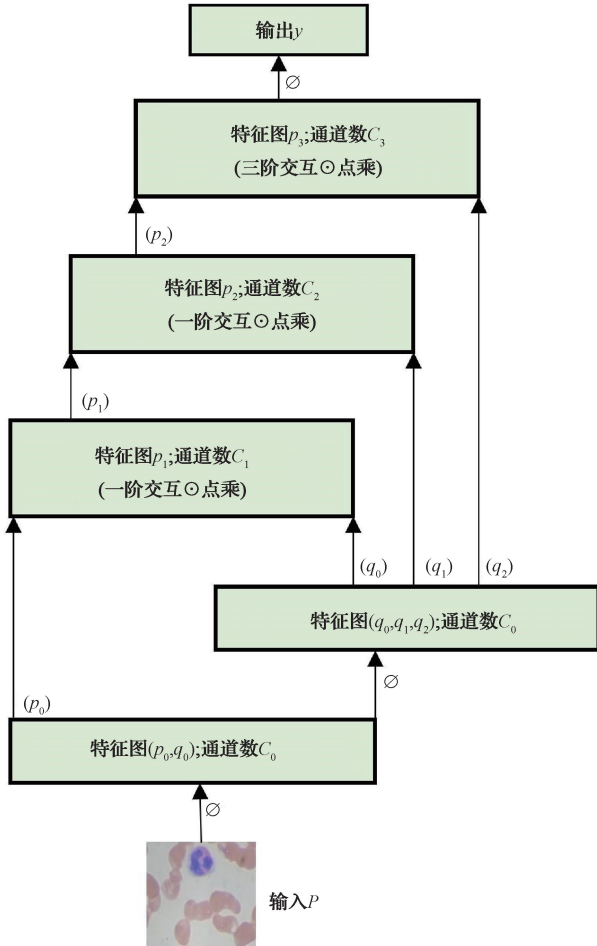 输出y
∅
特征图p₃;通道数C₃
(三阶交互⊙点乘)
(p₂)
特征图p₂;通道数C₂
(一阶交互⊙点乘)
(p₁)
特征图p₁;通道数C₁
(一阶交互⊙点乘)
(q₀)
(q₁)
(q₂)
特征图(q₀,q₁,q₂);通道数C₀
∅
(p₀)
特征图(p₀,q₀);通道数C₀
∅
输入P